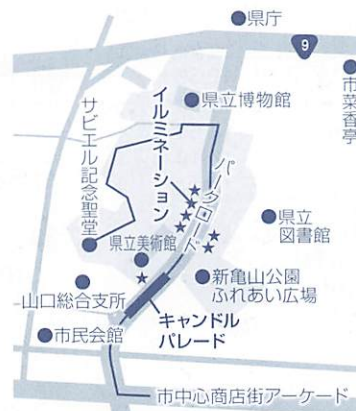 県庁
9
市菜香亭
県立博物館
サビエル記念聖堂
イルミネーション
パークロード
県立美術館
県立
図書館
新亀山公園
ふれあい広場
山口総合支所
市民会館
キャンドル
パレード
市中心商店街アーケード